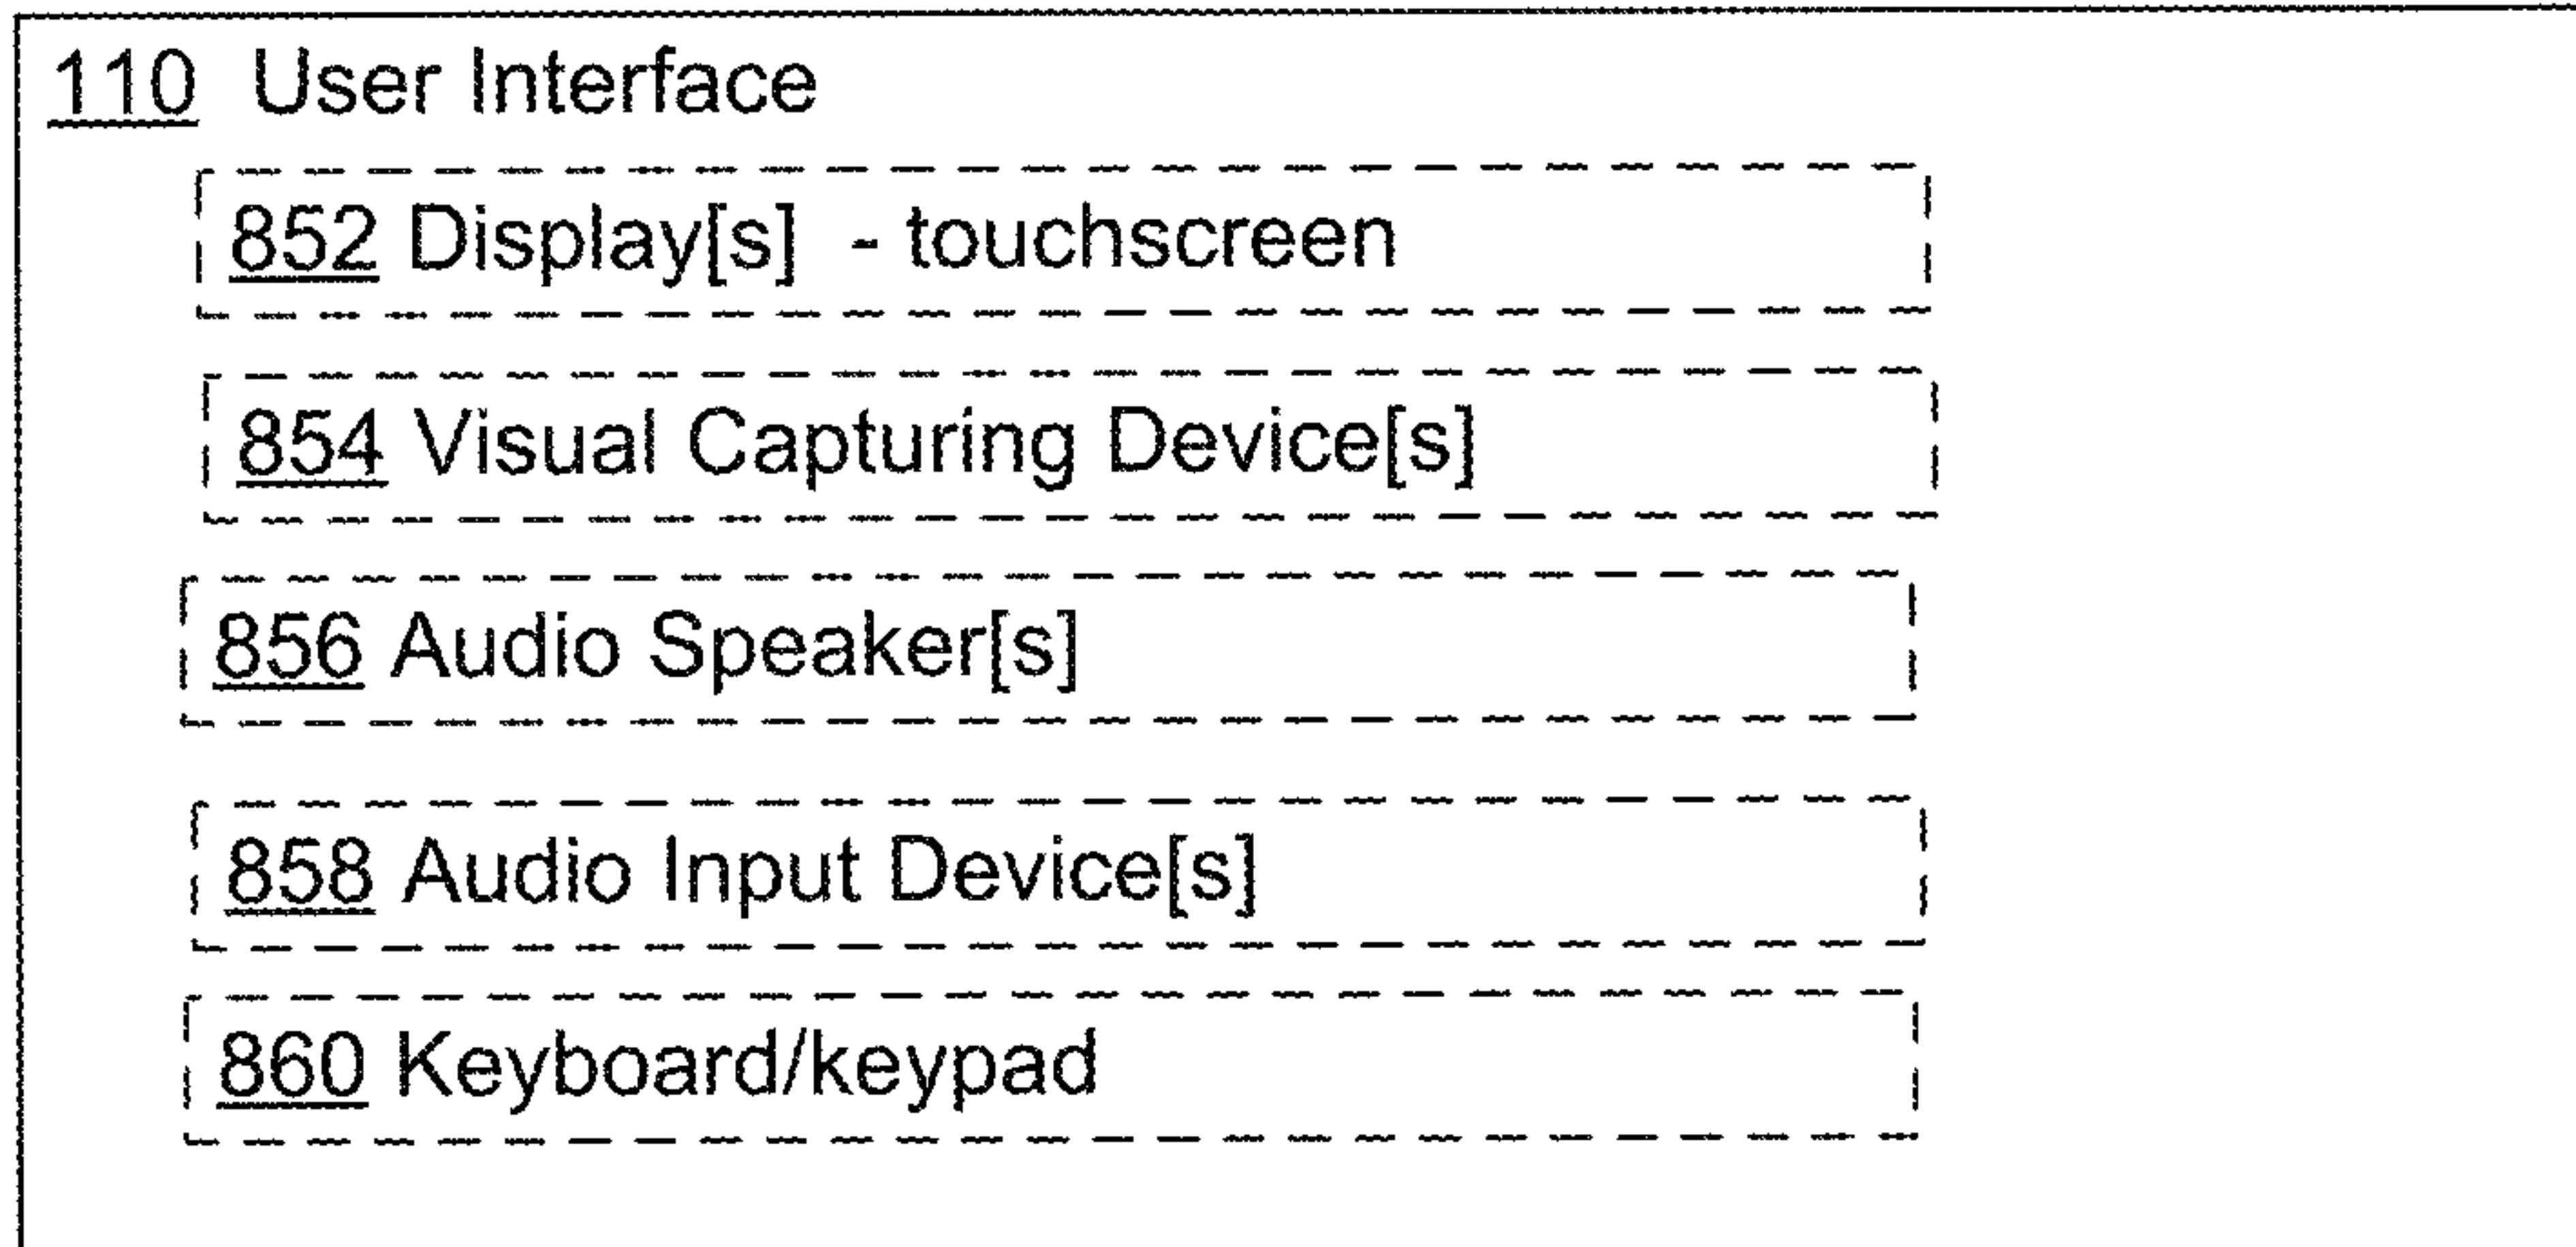 110 User Interface
852 Display[s] - touchscreen
854 Visual Capturing Device[s]
856 Audio Speaker[s]
858 Audio Input Device[s]
860 Keyboard/keypad